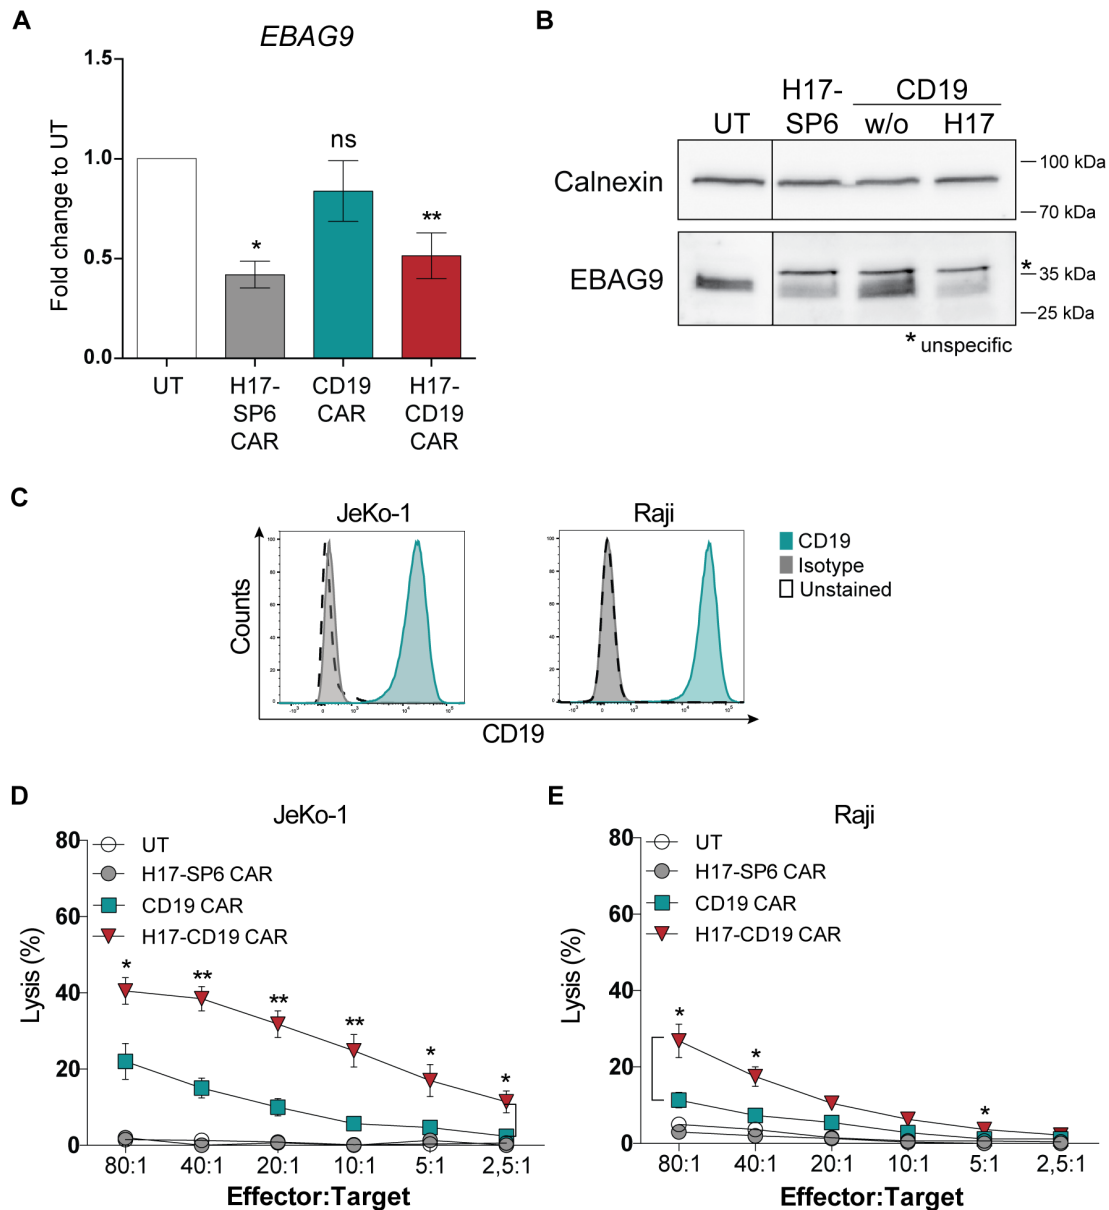 A
EBAG9
Fold change to UT
1.5
1.0
0.5
0.0
*
ns
**
UT
H17-
SP6
CAR
CD19
CAR
H17-
CD19
CAR
B
UT
H17-
SP6
CD19
w/o
H17
Calnexin
100 kDa
70 kDa
EBAG9
*
35 kDa
25 kDa
* unspecific
C
JeKo-1
Raji
Counts
CD19
CD19
Isotype
Unstained
D
JeKo-1
Lysis (%)
80
60
40
20
0
UT
H17-SP6 CAR
CD19 CAR
H17-CD19 CAR
* ** ** ** * *
80:1 40:1 20:1 10:1 5:1 2,5:1
Effector:Target
E
Raji
Lysis (%)
80
60
40
20
0
UT
H17-SP6 CAR
CD19 CAR
H17-CD19 CAR
* * *
80:1 40:1 20:1 10:1 5:1 2,5:1
Effector:Target